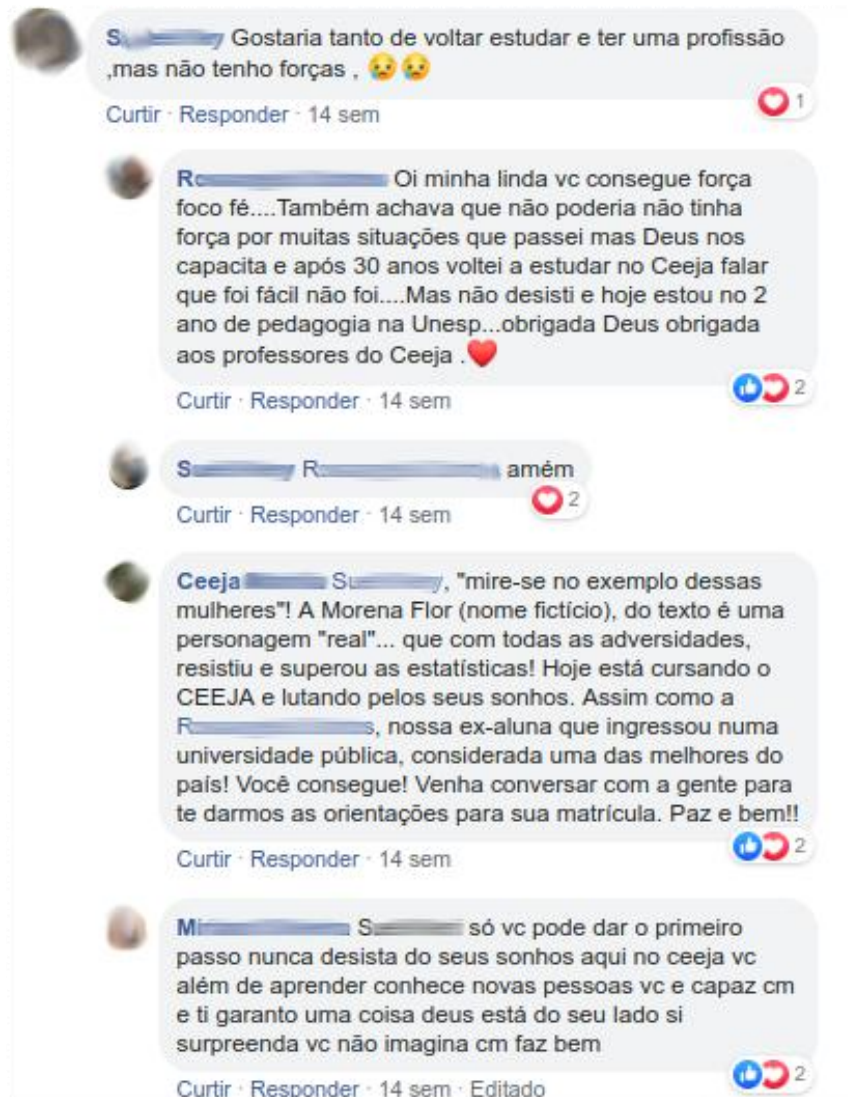 Gostaria tanto de voltar estudar e ter uma profissão
,mas não tenho forças , 😥😥
1
Curtir · Responder · 14 sem
Oi minha linda vc consegue força
foco fé....Também achava que não poderia não tinha
força por muitas situações que passei mas Deus nos
capacita e após 30 anos voltei a estudar no Ceeja falar
que foi fácil não foi....Mas não desisti e hoje estou no 2
ano de pedagogia na Unesp...obrigada Deus obrigada
aos professores do Ceeja .❤️
2
Curtir · Responder · 14 sem
amém
2
Curtir · Responder · 14 sem
Ceeja , "mire-se no exemplo dessas
mulheres"! A Morena Flor (nome fictício), do texto é uma
personagem "real"... que com todas as adversidades,
resistiu e superou as estatísticas! Hoje está cursando o
CEEJA e lutando pelos seus sonhos. Assim como a
, nossa ex-aluna que ingressou numa
universidade pública, considerada uma das melhores do
país! Você consegue! Venha conversar com a gente para
te darmos as orientações para sua matrícula. Paz e bem!!
2
Curtir · Responder · 14 sem
só vc pode dar o primeiro
passo nunca desista do seus sonhos aqui no ceeja vc
além de aprender conhece novas pessoas vc e capaz cm
e ti garanto uma coisa deus está do seu lado si
surpreenda vc não imagina cm faz bem
2
Curtir · Responder · 14 sem · Editado